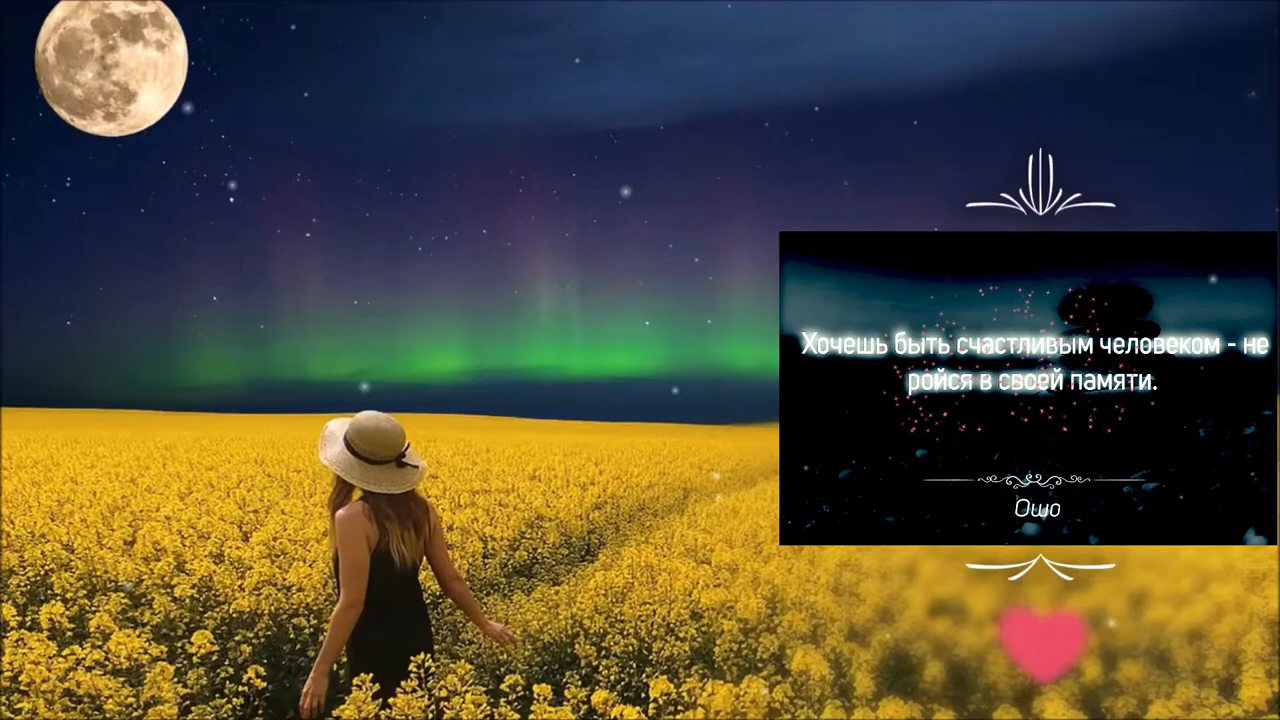 Хочешь быть счастливым человеком - не
ройся в своей памяти.
Ошо